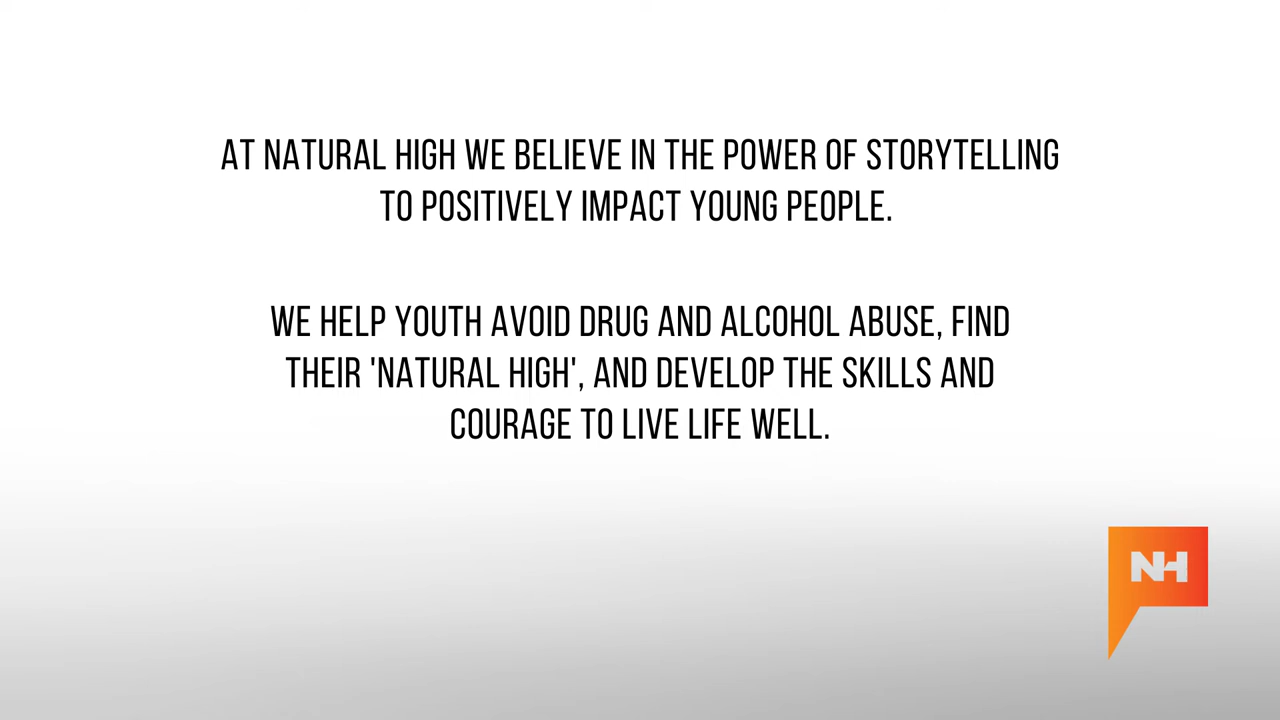 AT NATURAL HIGH WE BELIEVE IN THE POWER OF STORYTELLING
TO POSITIVELY IMPACT YOUNG PEOPLE.
WE HELP YOUTH AVOID DRUG AND ALCOHOL ABUSE, FIND
THEIR 'NATURAL HIGH', AND DEVELOP THE SKILLS AND
COURAGE TO LIVE LIFE WELL.
NH